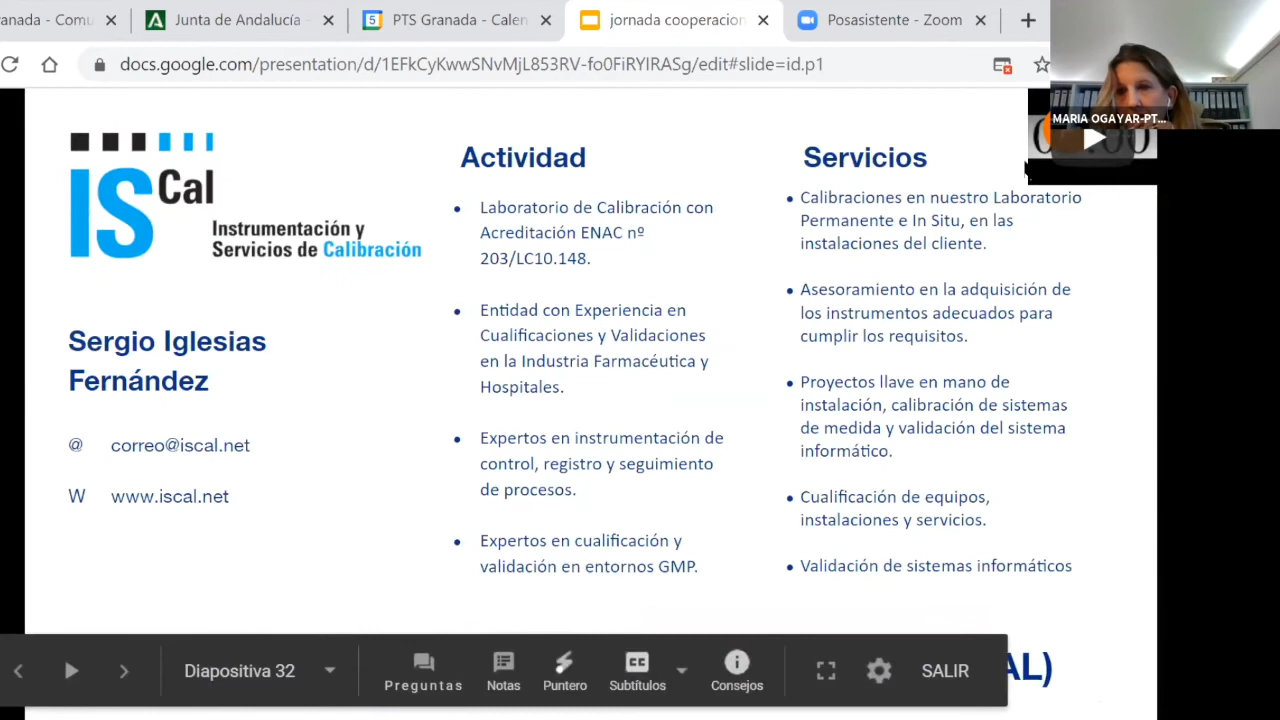 ranada - Comu
Junta de Andalucía -
PTS Granada - Calen
jornada cooperacion
Posasistente - Zoom
docs.google.com/presentation/d/1EFkCyKwwSNvMjL853RV-fo0FiRYIRASg/edit#slide=id.p1
MARIA OGAYAR-PT...
IS Cal
Instrumentación y
Servicios de Calibración
Sergio Iglesias
Fernández
@ correo@iscal.net
W www.iscal.net
Actividad
• Laboratorio de Calibración con
Acreditación ENAC nº
203/LC10.148.
• Entidad con Experiencia en
Cualificaciones y Validaciones
en la Industria Farmacéutica y
Hospitales.
• Expertos en instrumentación de
control, registro y seguimiento
de procesos.
• Expertos en cualificación y
validación en entornos GMP.
Servicios
• Calibraciones en nuestro Laboratorio
Permanente e In Situ, en las
instalaciones del cliente.
• Asesoramiento en la adquisición de
los instrumentos adecuados para
cumplir los requisitos.
• Proyectos llave en mano de
instalación, calibración de sistemas
de medida y validación del sistema
informático.
• Cualificación de equipos,
instalaciones y servicios.
• Validación de sistemas informáticos
AL)
Diapositiva 32
Preguntas
Notas
Puntero
Subtítulos
Consejos
SALIR